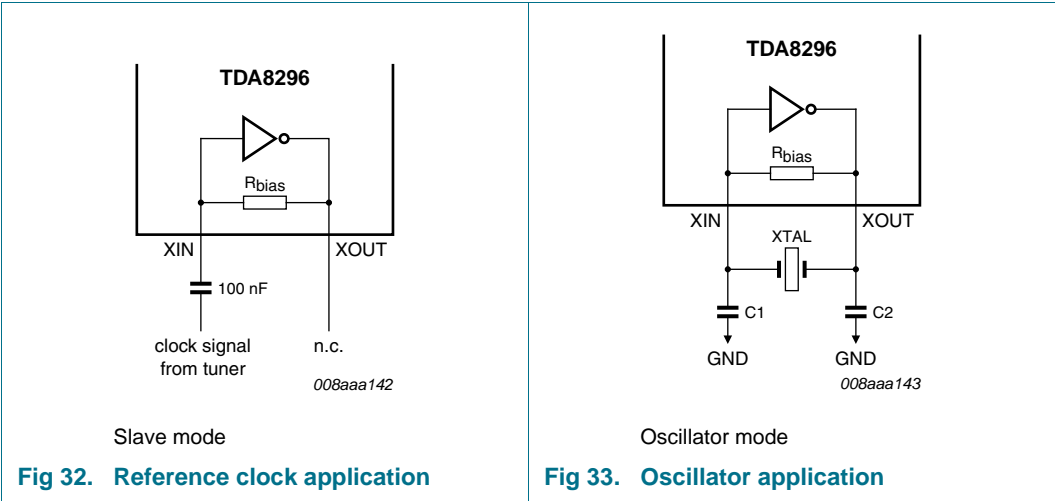 TDA8296
Rbias
XIN
XOUT
100 nF
clock signal
from tuner
n.c.
008aaa142
Slave mode
Fig 32. Reference clock application
TDA8296
Rbias
XIN
XOUT
XTAL
C1
C2
GND
GND
008aaa143
Oscillator mode
Fig 33. Oscillator application